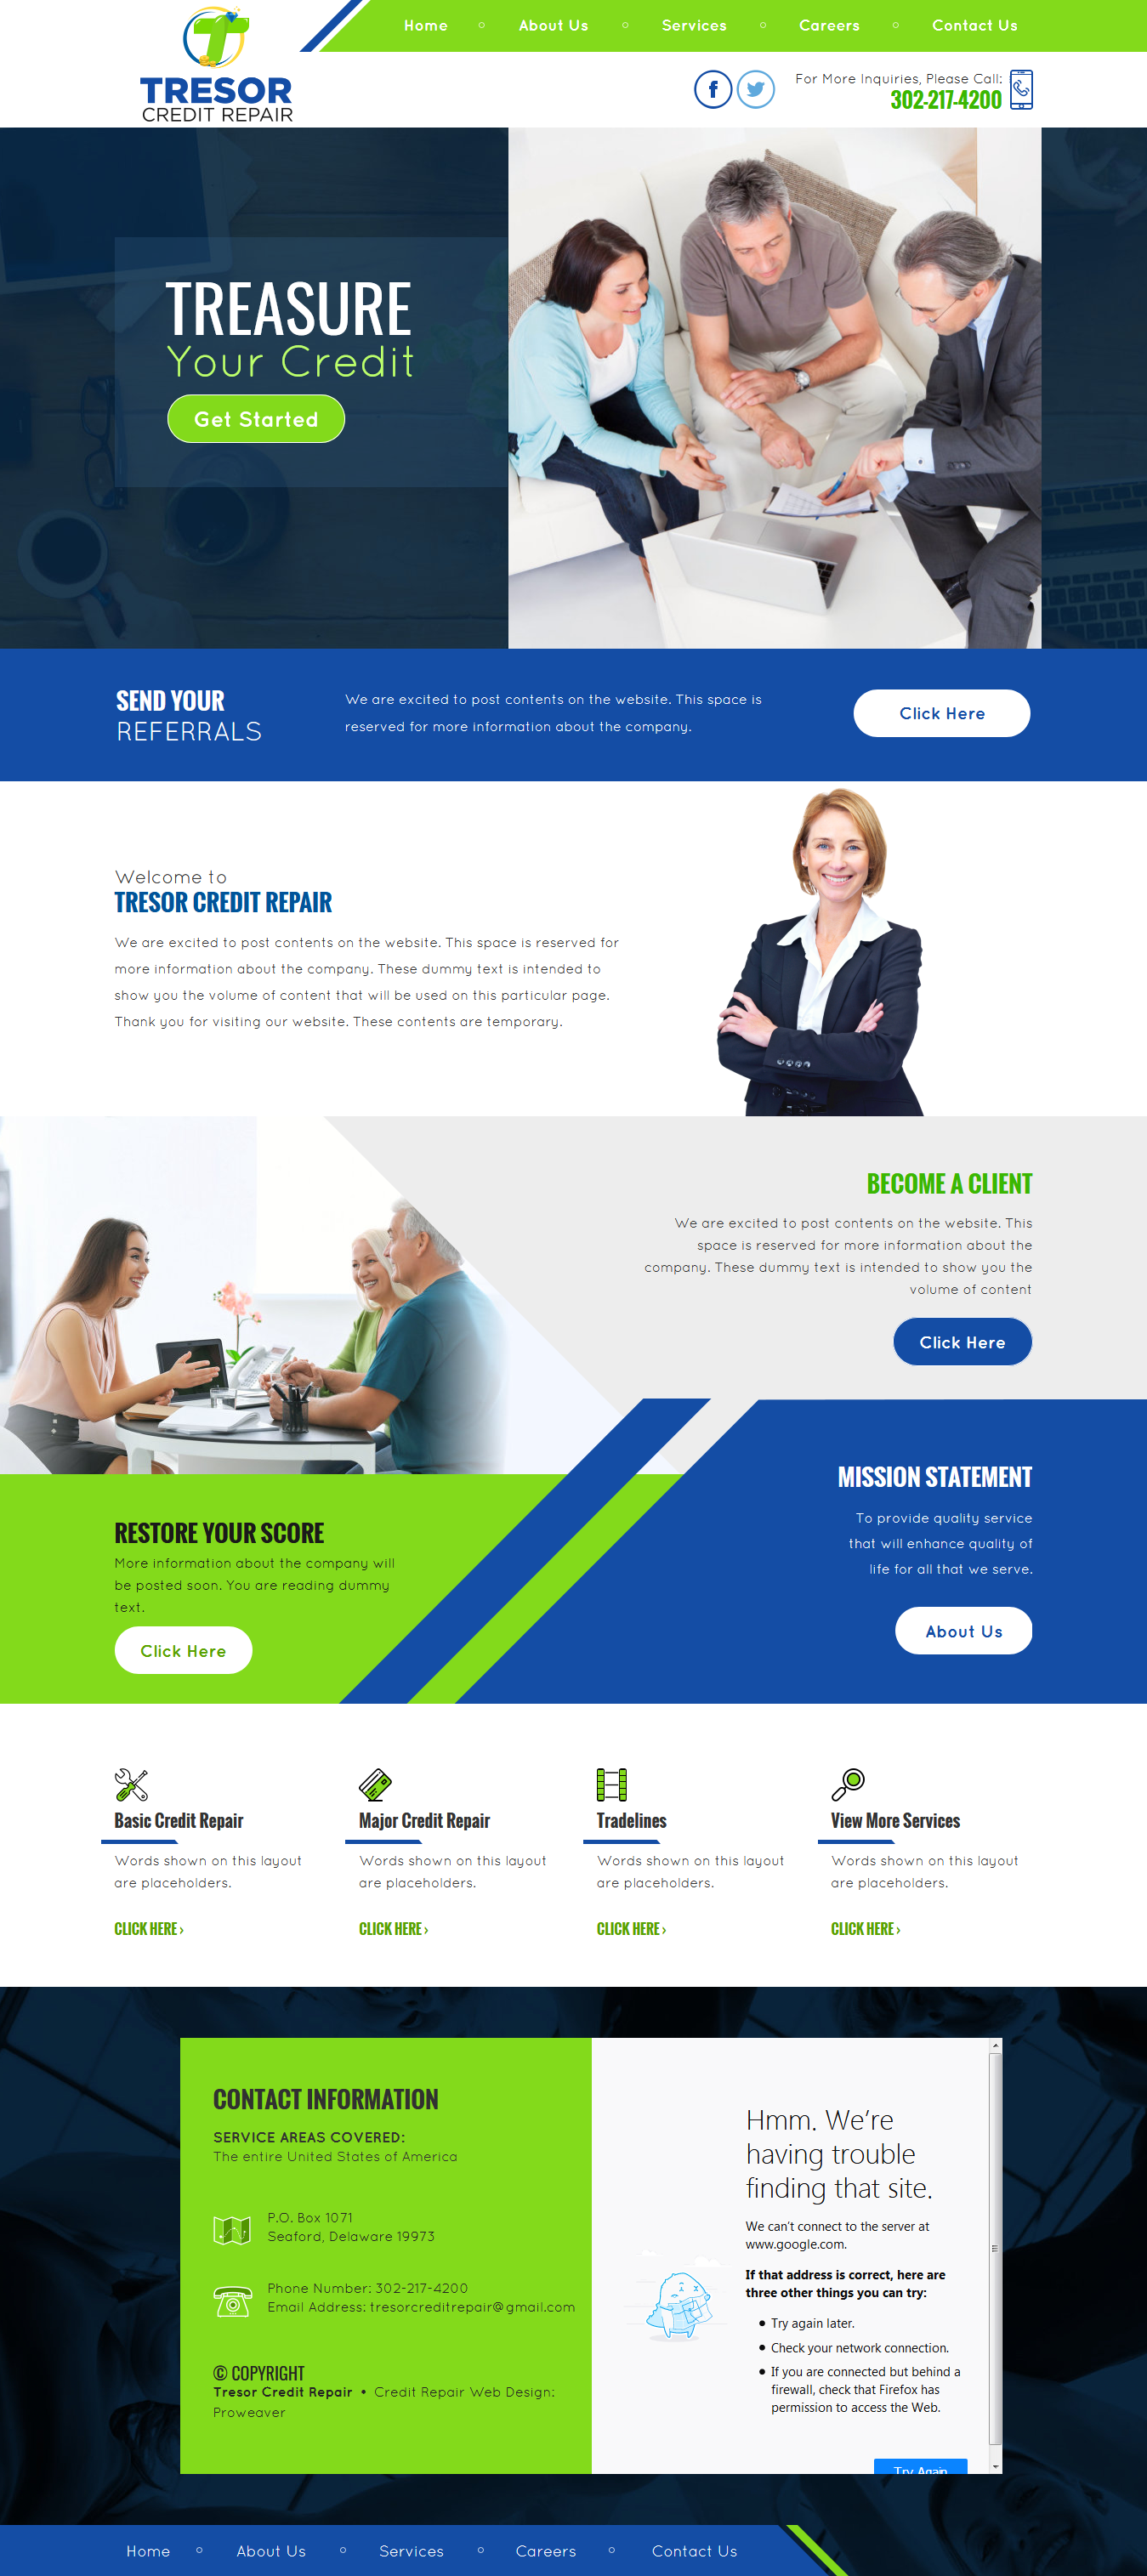 Home
About Us
Services
Careers
Contact Us
TRESOR
CREDIT REPAIR
For More Inquiries, Please Call:
302-217-4200
TREASURE
Your Credit
Get Started
SEND YOUR
REFERRALS
We are excited to post contents on the website. This space is
reserved for more information about the company.
Click Here
Welcome to
TRESOR CREDIT REPAIR
We are excited to post contents on the website. This space is reserved for
more information about the company. These dummy text is intended to
show you the volume of content that will be used on this particular page.
Thank you for visiting our website. These contents are temporary.
BECOME A CLIENT
We are excited to post contents on the website. This
space is reserved for more information about the
company. These dummy text is intended to show you the
volume of content
Click Here
MISSION STATEMENT
To provide quality service
that will enhance quality of
life for all that we serve.
About Us
RESTORE YOUR SCORE
More information about the company will
be posted soon. You are reading dummy
text.
Click Here
Basic Credit Repair
Words shown on this layout
are placeholders.
CLICK HERE ›
Major Credit Repair
Words shown on this layout
are placeholders.
CLICK HERE ›
Tradelines
Words shown on this layout
are placeholders.
CLICK HERE ›
View More Services
Words shown on this layout
are placeholders.
CLICK HERE ›
CONTACT INFORMATION
SERVICE AREAS COVERED:
The entire United States of America
P.O. Box 1071
Seaford, Delaware 19973
Phone Number: 302-217-4200
Email Address: tresorcreditrepair@gmail.com
© COPYRIGHT
Tresor Credit Repair • Credit Repair Web Design:
Proweaver
Hmm. We're
having trouble
finding that site.
We can't connect to the server at
www.google.com.
If that address is correct, here are
three other things you can try:
• Try again later.
• Check your network connection.
• If you are connected but behind a
firewall, check that Firefox has
permission to access the Web.
Try Again
Home
About Us
Services
Careers
Contact Us